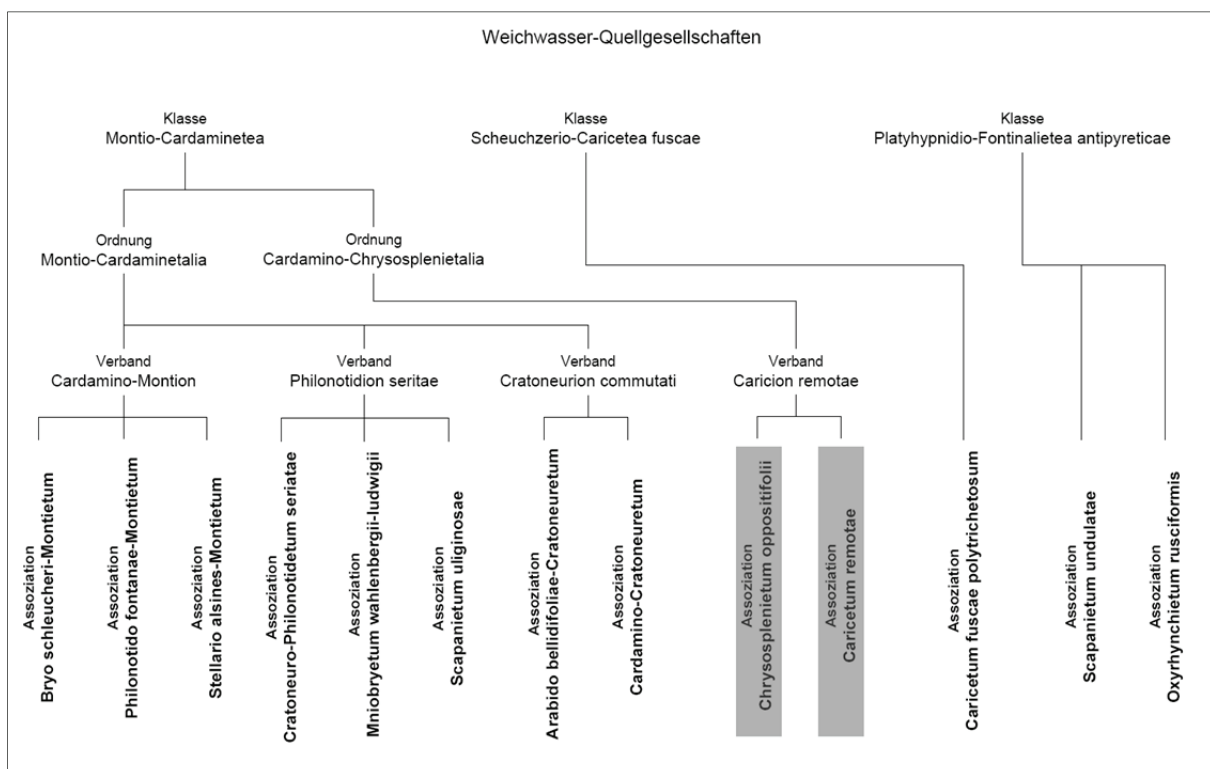 Weichwasser-Quellgesellschaften
Klasse
Montio-Cardaminetea
Klasse
Scheuchzerio-Caricetea fuscae
Klasse
Platyhypnidio-Fontinalietea antipyreticae
Ordnung
Montio-Cardaminetalia
Ordnung
Cardamino-Chrysosplenietalia
Verband
Cardamino-Montion
Verband
Philonotidion seritae
Verband
Cratoneurion commutati
Verband
Caricion remotae
Assoziation
Bryo schleucheri-Montietum
Assoziation
Philonotido fontanae-Montietum
Assoziation
Stellario alsines-Montietum
Assoziation
Cratoneuro-Philonotidetum seriatae
Assoziation
Mniobryetum wahlenbergii-ludwigii
Assoziation
Scapanietum uliginosae
Assoziation
Arabido bellidifoliae-Cratoneuretum
Assoziation
Cardamino-Cratoneuretum
Assoziation
Chrysosplenietum oppositifolii
Assoziation
Caricetum remotae
Assoziation
Caricetum fuscae polytrichetosum
Assoziation
Scapanietum undulatae
Assoziation
Oxyrhynchietum rusciformis